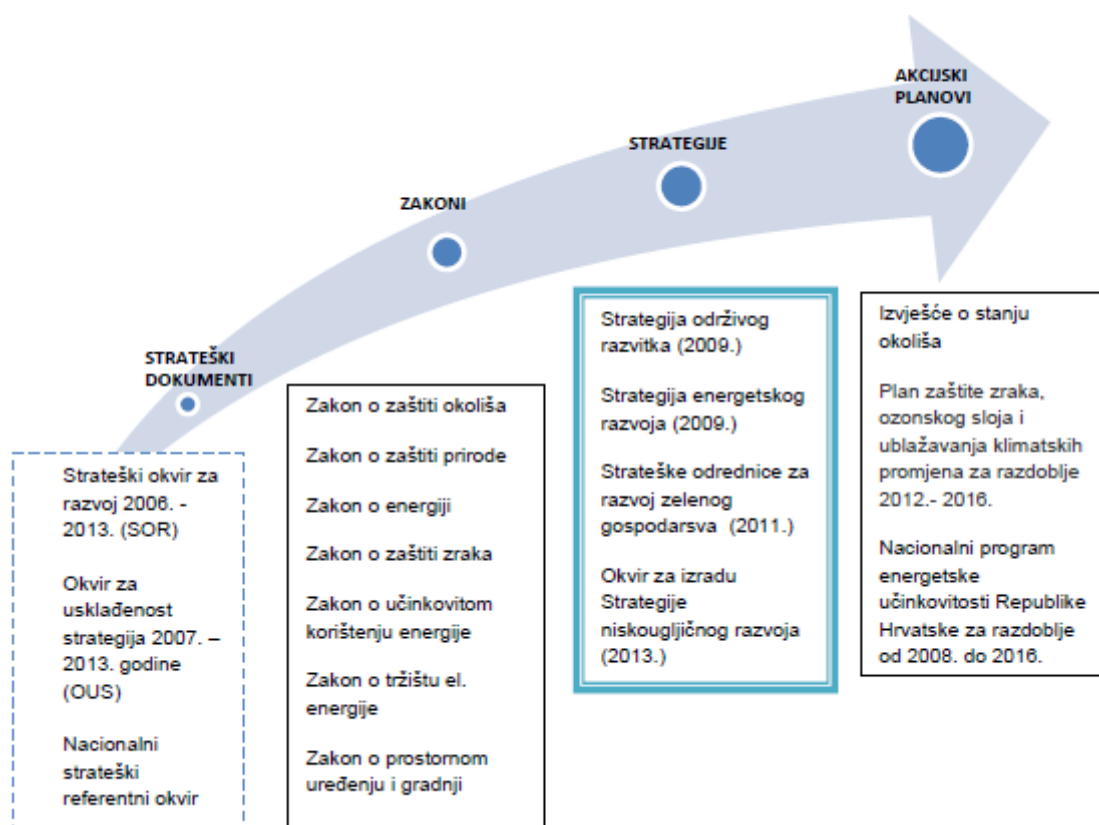 STRATEŠKI
DOKUMENTI
Strateški okvir za
razvoj 2006. -
2013. (SOR)
Okvir za
usklađenost
strategija 2007. –
2013. godine
(OUS)
Nacionalni
strateški
referentni okvir
ZAKONI
Zakon o zaštiti okoliša
Zakon o zaštiti prirode
Zakon o energiji
Zakon o zaštiti zraka
Zakon o učinkovitom
korištenju energije
Zakon o tržištu el.
energije
Zakon o prostornom
uređenju i gradnji
STRATEGIJE
Strategija održivog
razvitka (2009.)
Strategija energetskog
razvoja (2009.)
Strateške odrednice za
razvoj zelenog
gospodarsva (2011.)
Okvir za izradu
Strategije
niskougljičnog razvoja
(2013.)
AKCIJSKI
PLANOVI
Izvješće o stanju
okoliša
Plan zaštite zraka,
ozonskog sloja i
ublažavanja klimatskih
promjena za razdoblje
2012.- 2016.
Nacionalni program
energetske
učinkovitosti Republike
Hrvatske za razdoblje
od 2008. do 2016.